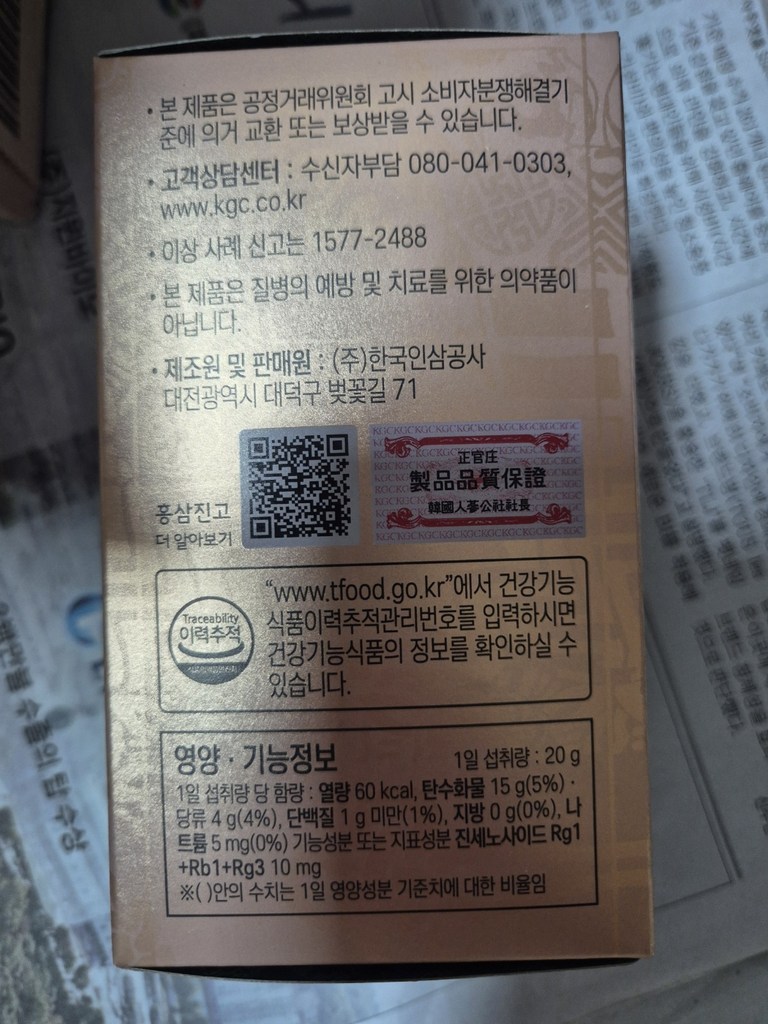 • 본 제품은 공정거래위원회 고시 소비자분쟁해결기
준에 의거 교환 또는 보상받을 수 있습니다.
• 고객상담센터 : 수신자부담 080-041-0303,
www.kgc.co.kr
• 이상 사례 신고는 1577-2488
• 본 제품은 질병의 예방 및 치료를 위한 의약품이
아닙니다.
• 제조원 및 판매원 : (주)한국인삼공사
대전광역시 대덕구 벚꽃길 71
홍삼진고
더 알아보기
正官庄
製品品質保證
韓國人蔘公社社長
Traceability
이력추적
"www.tfood.go.kr"에서 건강기능
식품이력추적관리번호를 입력하시면
건강기능식품의 정보를 확인하실 수
있습니다.
영양 · 기능정보
1일 섭취량 : 20 g
1일 섭취량 당 함량 : 열량 60 kcal, 탄수화물 15 g(5%) ·
당류 4 g(4%), 단백질 1 g 미만(1%), 지방 0 g(0%), 나
트륨 5 mg(0%) 기능성분 또는 지표성분 진세노사이드 Rg1
+Rb1+Rg3 10 mg
※( )안의 수치는 1일 영양성분 기준치에 대한 비율임